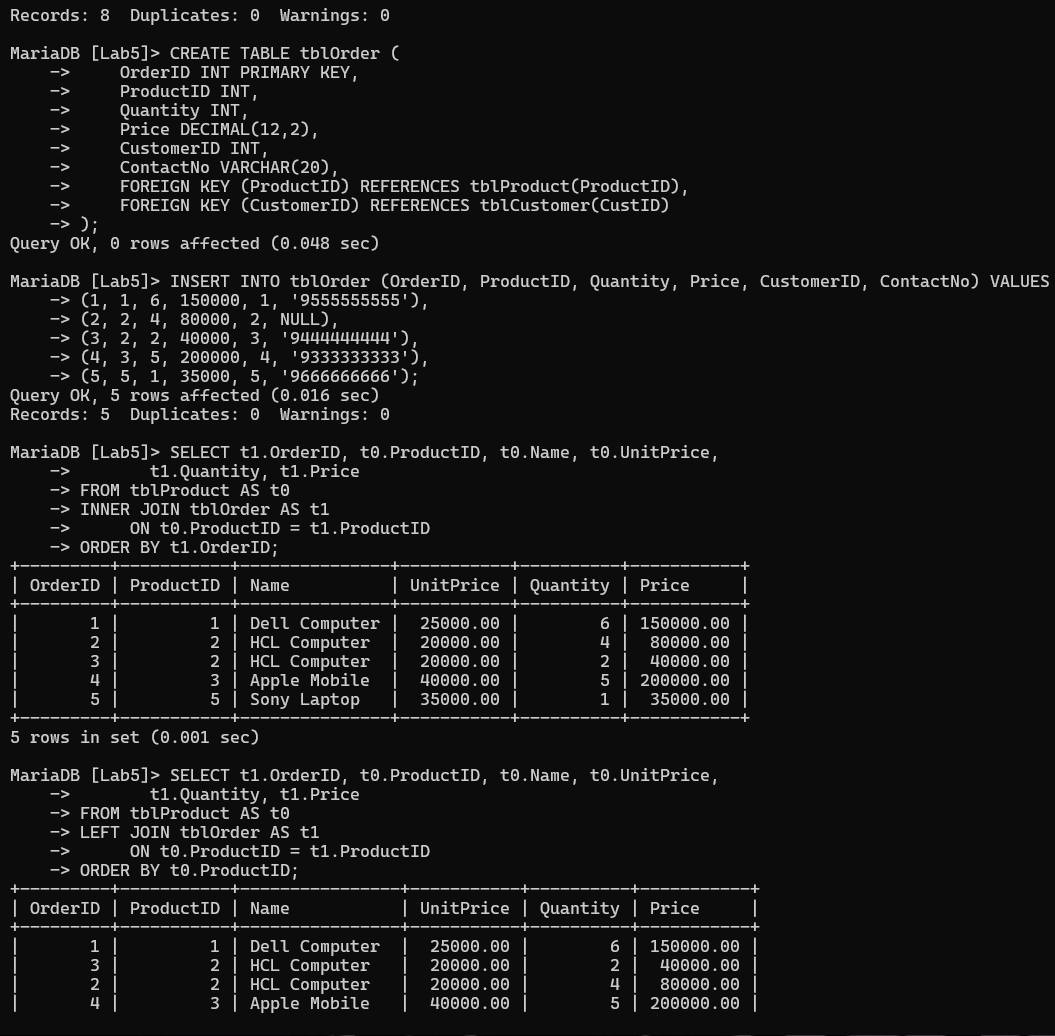 Records: 8  Duplicates: 0  Warnings: 0
MariaDB [Lab5]> CREATE TABLE tblOrder (
    ->     OrderID INT PRIMARY KEY,
    ->     ProductID INT,
    ->     Quantity INT,
    ->     Price DECIMAL(12,2),
    ->     CustomerID INT,
    ->     ContactNo VARCHAR(20),
    ->     FOREIGN KEY (ProductID) REFERENCES tblProduct(ProductID),
    ->     FOREIGN KEY (CustomerID) REFERENCES tblCustomer(CustID)
    -> );
Query OK, 0 rows affected (0.048 sec)
MariaDB [Lab5]> INSERT INTO tblOrder (OrderID, ProductID, Quantity, Price, CustomerID, ContactNo) VALUES
    -> (1, 1, 6, 150000, 1, '9555555555'),
    -> (2, 2, 4, 80000, 2, NULL),
    -> (3, 2, 2, 40000, 3, '9444444444'),
    -> (4, 3, 5, 200000, 4, '9333333333'),
    -> (5, 5, 1, 35000, 5, '9666666666');
Query OK, 5 rows affected (0.016 sec)
Records: 5  Duplicates: 0  Warnings: 0
MariaDB [Lab5]> SELECT t1.OrderID, t0.ProductID, t0.Name, t0.UnitPrice,
    ->        t1.Quantity, t1.Price
    -> FROM tblProduct AS t0
    -> INNER JOIN tblOrder AS t1
    ->      ON t0.ProductID = t1.ProductID
    -> ORDER BY t1.OrderID;
+---------+-----------+---------------+-----------+----------+-----------+
| OrderID | ProductID | Name          | UnitPrice | Quantity | Price     |
+---------+-----------+---------------+-----------+----------+-----------+
|       1 |         1 | Dell Computer |  25000.00 |        6 | 150000.00 |
|       2 |         2 | HCL Computer  |  20000.00 |        4 |  80000.00 |
|       3 |         2 | HCL Computer  |  20000.00 |        2 |  40000.00 |
|       4 |         3 | Apple Mobile  |  40000.00 |        5 | 200000.00 |
|       5 |         5 | Sony Laptop   |  35000.00 |        1 |  35000.00 |
+---------+-----------+---------------+-----------+----------+-----------+
5 rows in set (0.001 sec)
MariaDB [Lab5]> SELECT t1.OrderID, t0.ProductID, t0.Name, t0.UnitPrice,
    ->        t1.Quantity, t1.Price
    -> FROM tblProduct AS t0
    -> LEFT JOIN tblOrder AS t1
    ->      ON t0.ProductID = t1.ProductID
    -> ORDER BY t0.ProductID;
+---------+-----------+----------------+-----------+----------+-----------+
| OrderID | ProductID | Name           | UnitPrice | Quantity | Price     |
+---------+-----------+----------------+-----------+----------+-----------+
|       1 |         1 | Dell Computer  |  25000.00 |        6 | 150000.00 |
|       3 |         2 | HCL Computer   |  20000.00 |        2 |  40000.00 |
|       2 |         2 | HCL Computer   |  20000.00 |        4 |  80000.00 |
|       4 |         3 | Apple Mobile   |  40000.00 |        5 | 200000.00 |